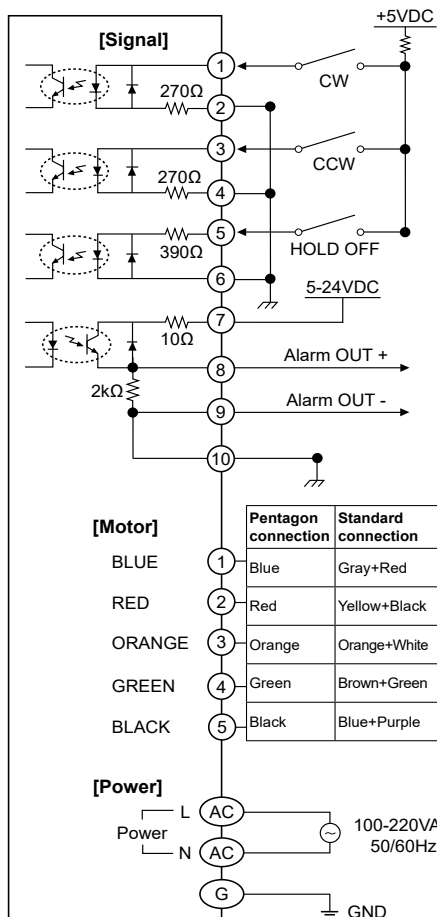 +5VDC
[Signal]
1
CW
270Ω
2
3
CCW
270Ω
4
5
390Ω
HOLD OFF
6
5-24VDC
7
10Ω
8
Alarm OUT +
2kΩ
9
Alarm OUT -
10
[Motor]
Pentagon connection
Standard connection
BLUE
1
Blue
Gray+Red
RED
2
Red
Yellow+Black
ORANGE
3
Orange
Orange+White
GREEN
4
Green
Brown+Green
BLACK
5
Black
Blue+Purple
[Power]
L
AC
Power
100-220VA
50/60Hz
N
AC
G
GND